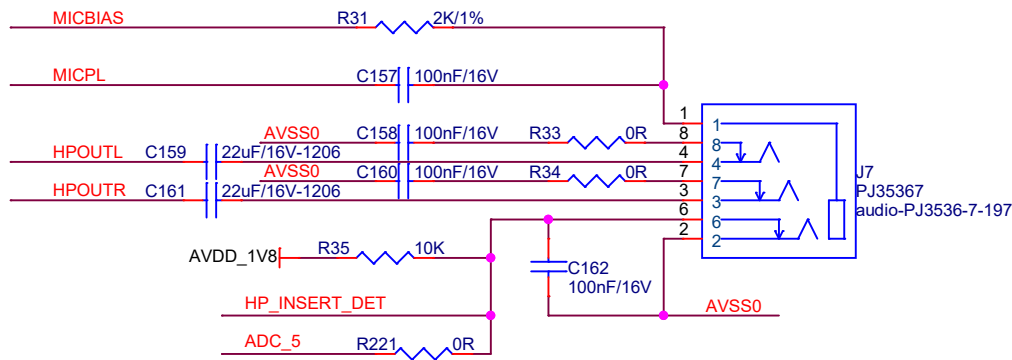 MICBIAS R31 2K/1%
MICPL C157 100nF/16V
1 1
AVSS0 C158 100nF/16V R33 0R 8 8
HPOUTL C159 22uF/16V-1206 4 4
AVSS0 C160 100nF/16V R34 0R 7 7
HPOUTR C161 22uF/16V-1206 3 3
6 6
2 2
J7
PJ35367
audio-PJ3536-7-197
AVDD_1V8 R35 10K
C162
100nF/16V
HP_INSERT_DET AVSS0
ADC_5 R221 0R